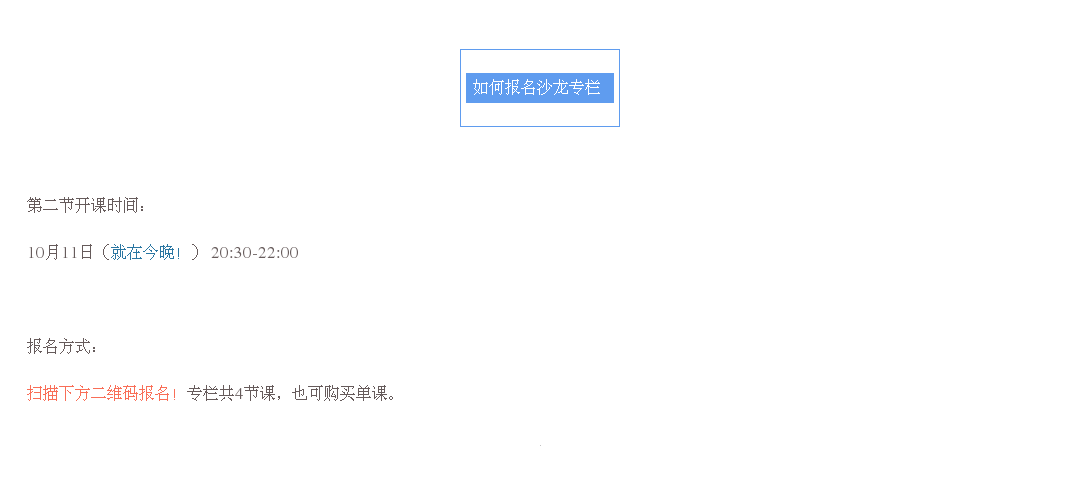 如何报名沙龙专栏
第二节开课时间：
10月11日（就在今晚！） 20:30-22:00
报名方式：
扫描下方二维码报名！专栏共4节课，也可购买单课。